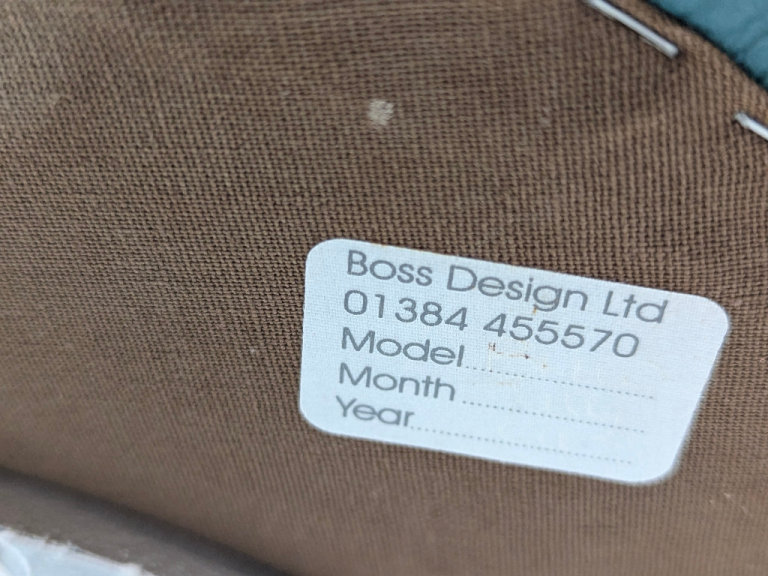 Boss Design Ltd
01384 455570
Model
Month
Year